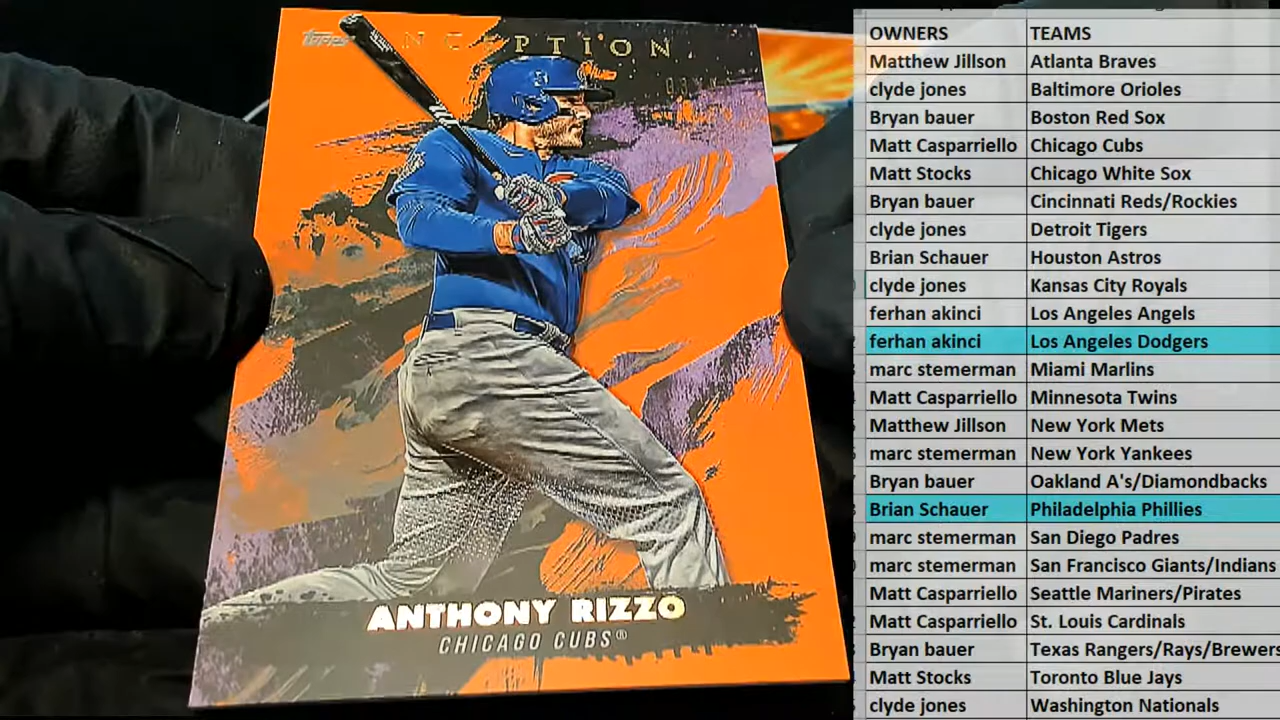 Topps INCEPTION
ANTHONY RIZZO
CHICAGO CUBS®
OWNERS TEAMS
Matthew Jillson Atlanta Braves
clyde jones Baltimore Orioles
Bryan bauer Boston Red Sox
Matt Casparriello Chicago Cubs
Matt Stocks Chicago White Sox
Bryan bauer Cincinnati Reds/Rockies
clyde jones Detroit Tigers
Brian Schauer Houston Astros
clyde jones Kansas City Royals
ferhan akinci Los Angeles Angels
ferhan akinci Los Angeles Dodgers
marc stemerman Miami Marlins
Matt Casparriello Minnesota Twins
Matthew Jillson New York Mets
marc stemerman New York Yankees
Bryan bauer Oakland A's/Diamondbacks
Brian Schauer Philadelphia Phillies
marc stemerman San Diego Padres
marc stemerman San Francisco Giants/Indians
Matt Casparriello Seattle Mariners/Pirates
Matt Casparriello St. Louis Cardinals
Bryan bauer Texas Rangers/Rays/Brewers
Matt Stocks Toronto Blue Jays
clyde jones Washington Nationals